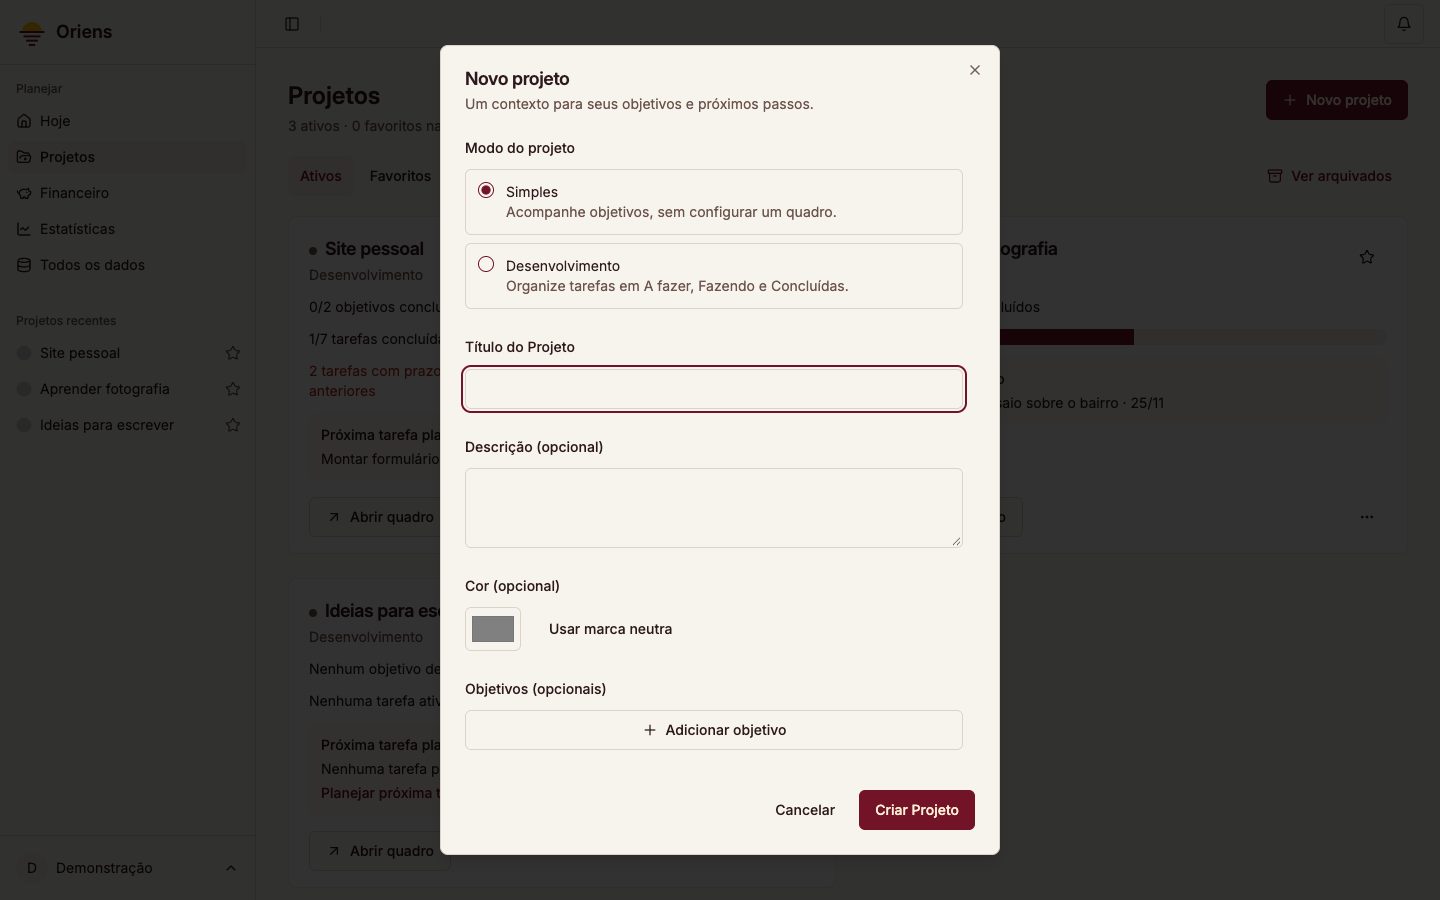 Oriens
Planejar
Hoje
Projetos
Financeiro
Estatísticas
Todos os dados
Projetos recentes
Site pessoal
Aprender fotografia
Ideias para escrever
D Demonstração
Projetos
3 ativos · 0 favoritos
Novo projeto
Ativos
Favoritos
Ver arquivados
Site pessoal
Desenvolvimento
0/2 objetivos
1/7 tarefas
2 tarefas com
anteriores
Próxima tarefa
Montar formulário
Abrir quadro
25/11
Ideias para
Desenvolvimento
Nenhum objetivo
Nenhuma tarefa
Próxima tarefa
Nenhuma tarefa
Planejar próxima
Abrir quadro
Novo projeto
Um contexto para seus objetivos e próximos passos.
Modo do projeto
Simples
Acompanhe objetivos, sem configurar um quadro.
Desenvolvimento
Organize tarefas em A fazer, Fazendo e Concluídas.
Título do Projeto
Descrição (opcional)
Cor (opcional)
Usar marca neutra
Objetivos (opcionais)
Adicionar objetivo
Cancelar
Criar Projeto
sobre o bairro ·